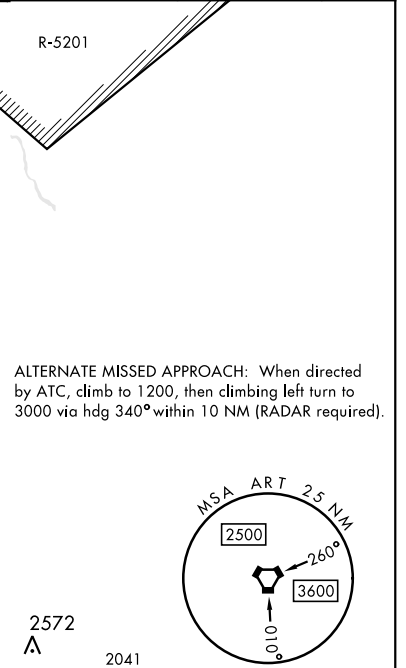 R-5201
ALTERNATE MISSED APPROACH: When directed
by ATC, climb to 1200, then climbing left turn to
3000 via hdg 340° within 10 NM (RADAR required).
MSA ART 25 NM
2500
260°
3600
010°
2572
2041